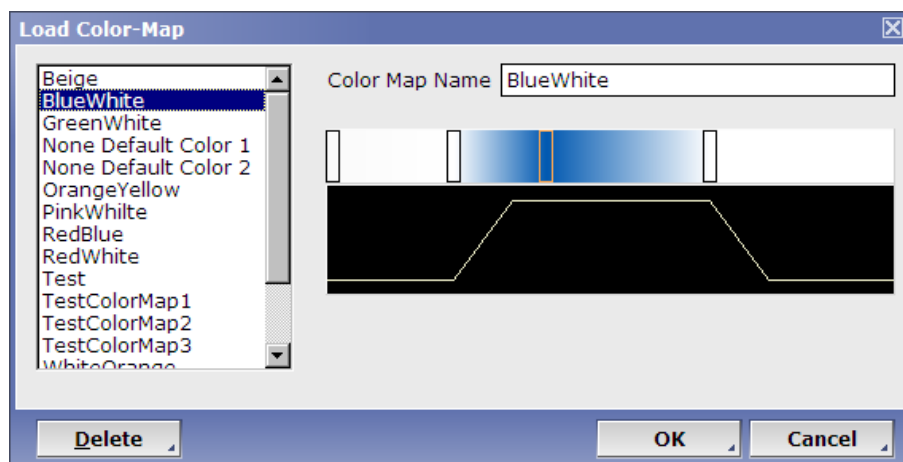 Load Color-Map
Beige
BlueWhite
GreenWhite
None Default Color 1
None Default Color 2
OrangeYellow
PinkWhilte
RedBlue
RedWhite
Test
TestColorMap1
TestColorMap2
TestColorMap3
WhiteOrange
Color Map Name BlueWhite
Delete
OK
Cancel